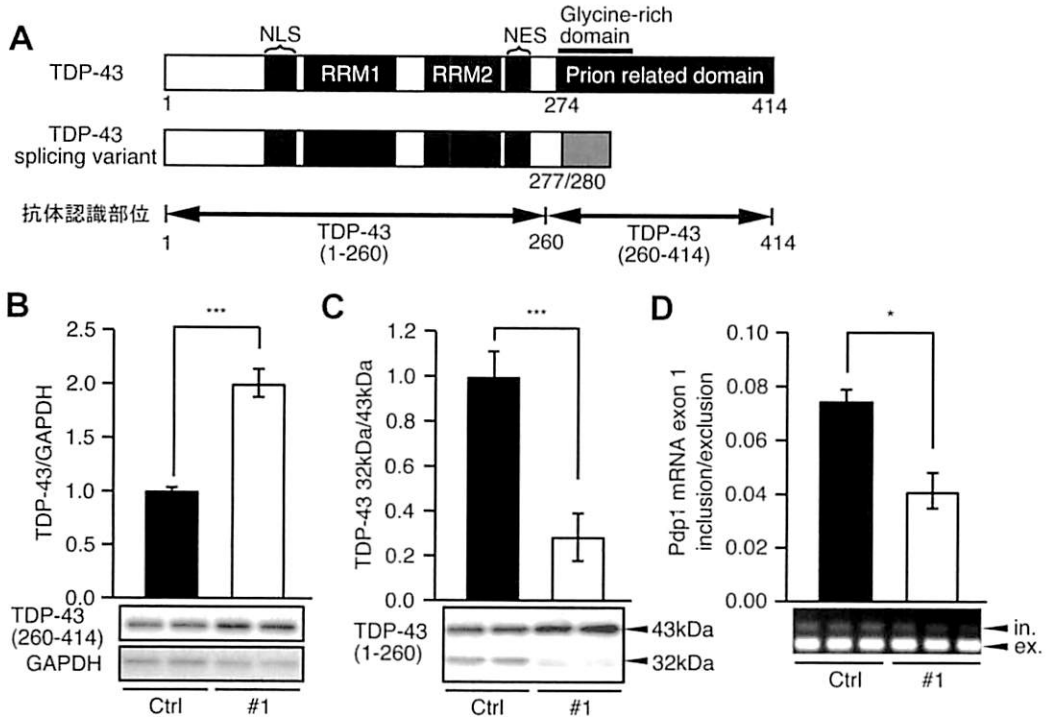 A
NLS
NES
Glycine-rich
domain
TDP-43
RRM1
RRM2
Prion related domain
1
274
414
TDP-43
splicing variant
277/280
抗体認識部位
1
TDP-43
(1-260)
260
TDP-43
(260-414)
414
B
TDP-43/GAPDH
2.5
2.0
1.5
1.0
0.5
0.0
***
TDP-43
(260-414)
GAPDH
Ctrl
#1
C
TDP-43 32kDa/43kDa
1.2
1.0
0.8
0.6
0.4
0.2
0.0
***
TDP-43
(1-260)
43kDa
32kDa
Ctrl
#1
D
Pdp1 mRNA exon 1
inclusion/exclusion
0.10
0.08
0.06
0.04
0.02
0.00
*
in.
ex.
Ctrl
#1